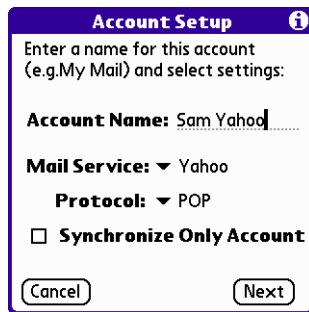 Account Setup
Enter a name for this account
(e.g.My Mail) and select settings:
Account Name: Sam Yahoo
Mail Service: Yahoo
Protocol: POP
Synchronize Only Account
Cancel Next